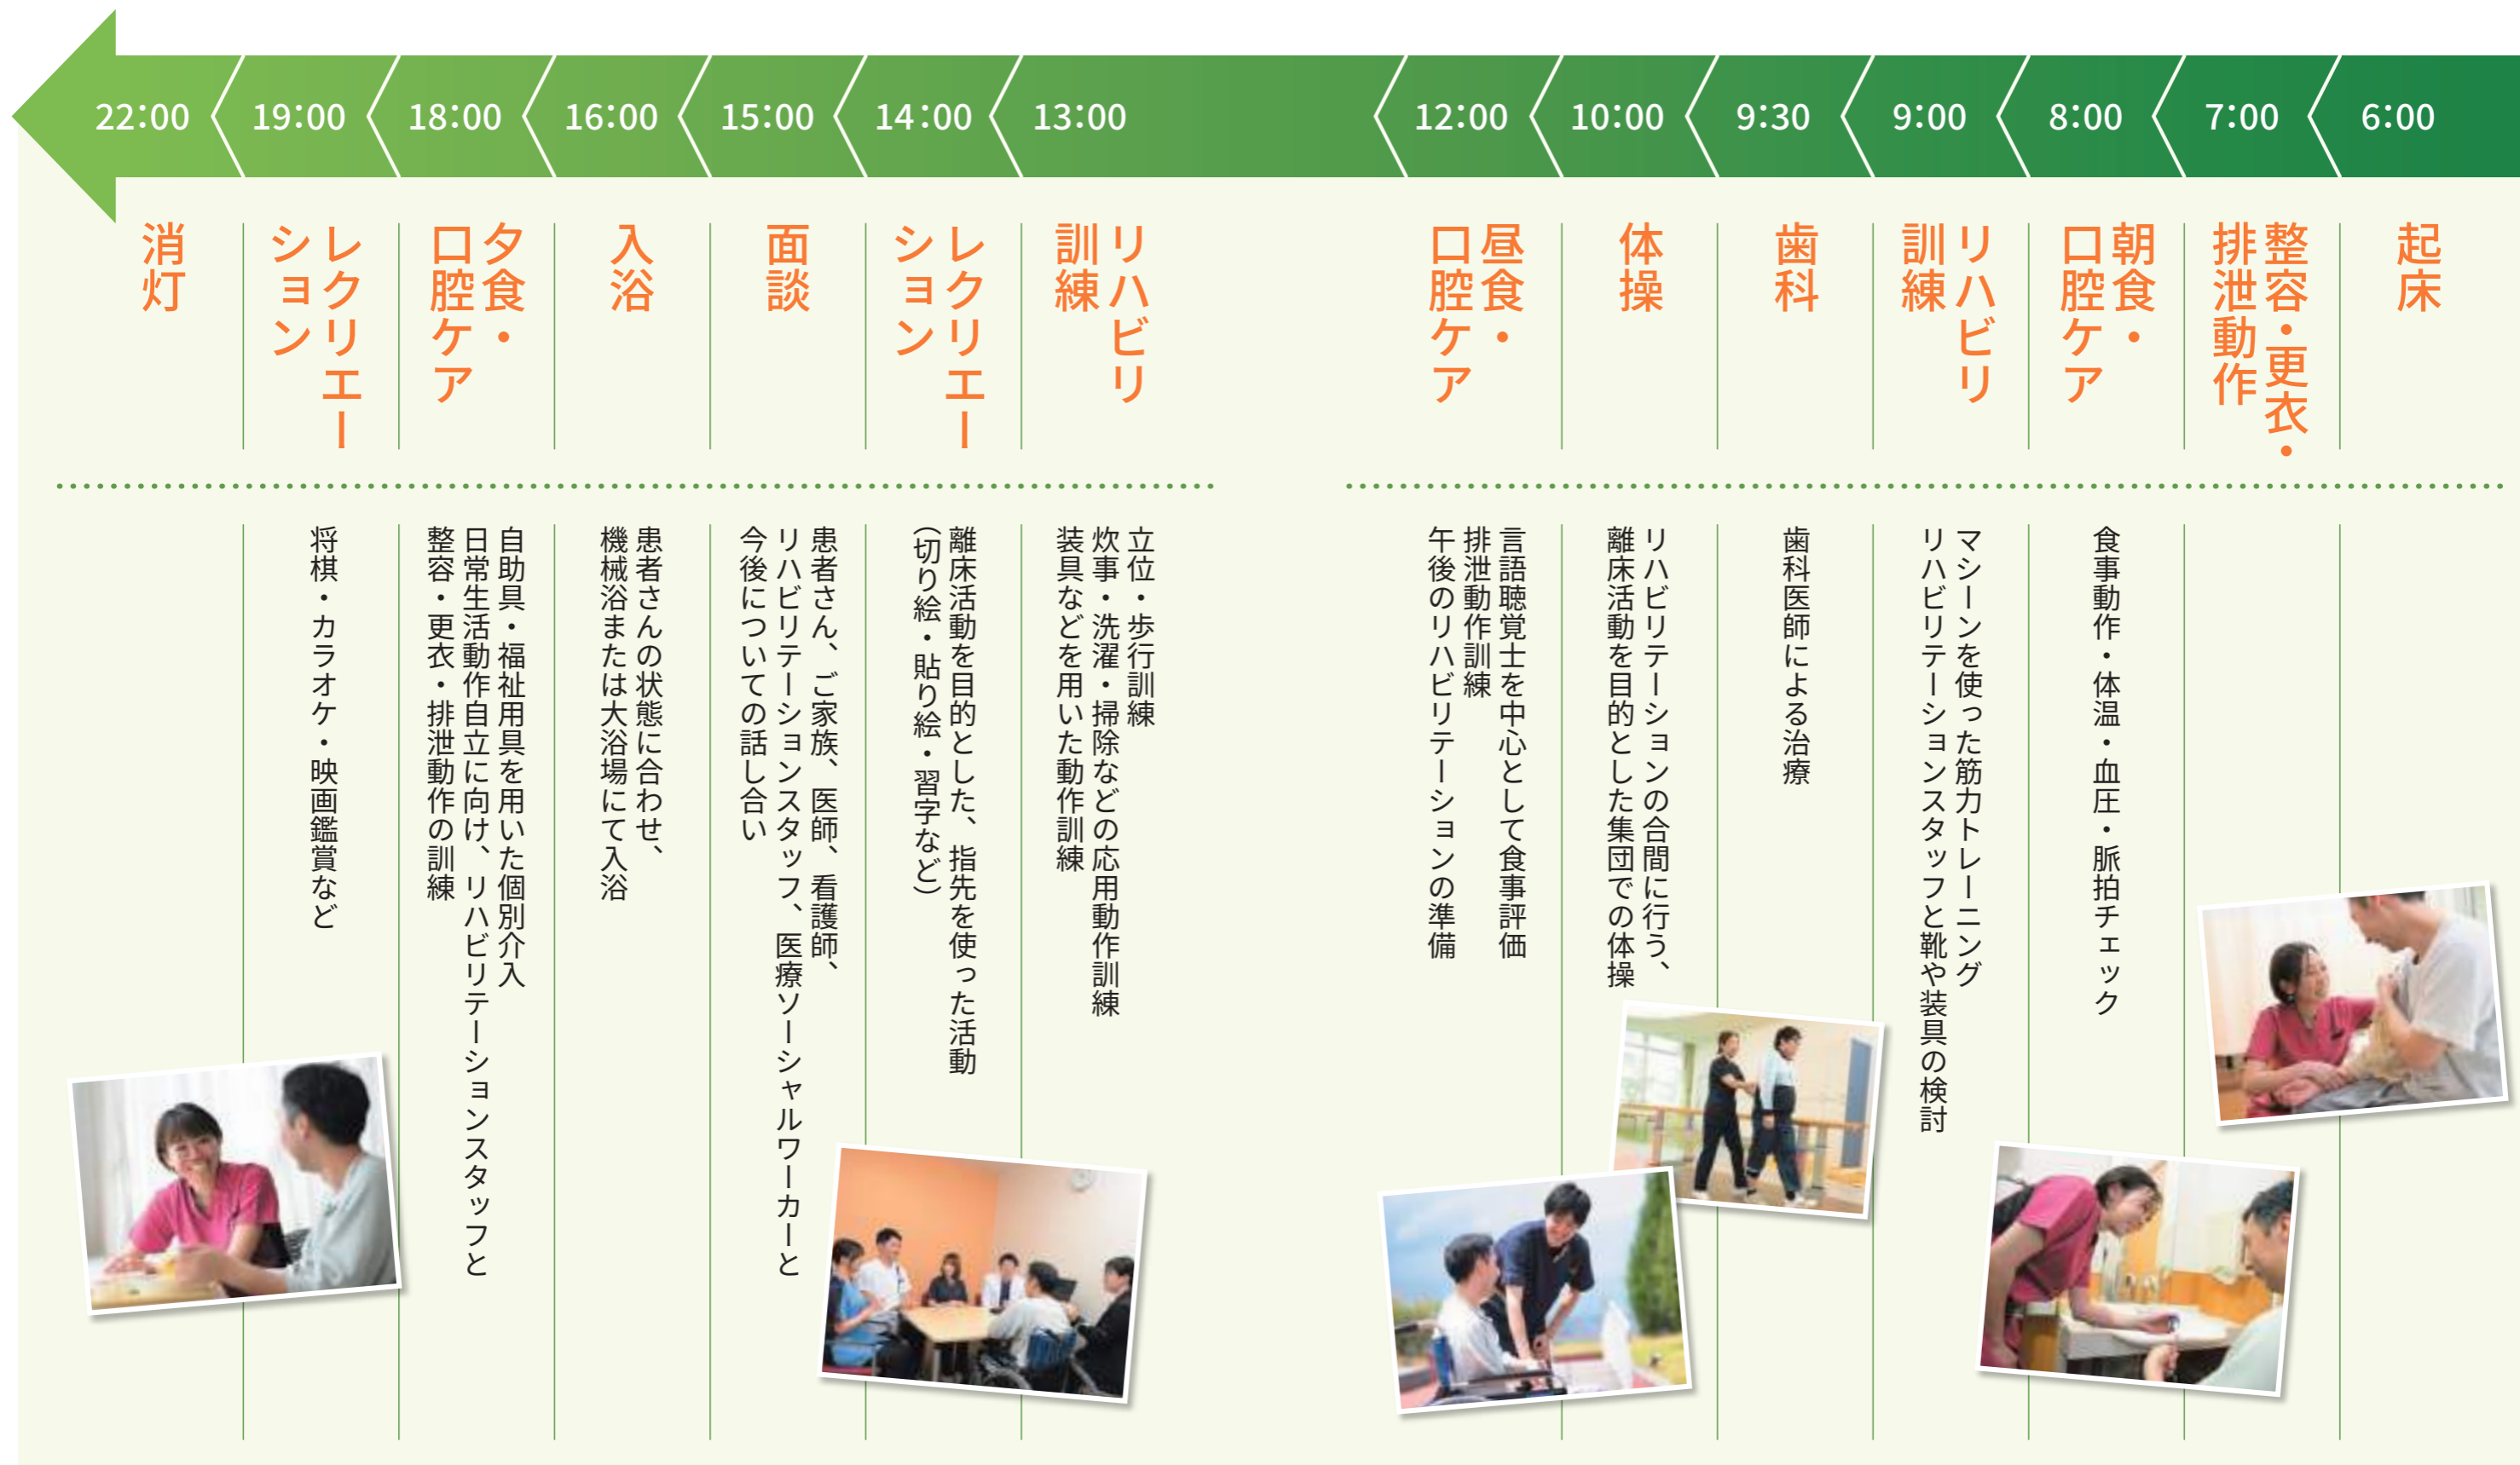 6:00
起床
7:00
整容・更衣・
排泄動作
8:00
朝食・
口腔ケア
食事動作・体温・血圧・脈拍チェック
9:00
リハビリ
訓練
マシーンを使った筋力トレーニング
リハビリテーションスタッフと靴や装具の検討
9:30
歯科
歯科医師による治療
10:00
体操
リハビリテーションの合間に行う、
離床活動を目的とした集団での体操
12:00
昼食・
口腔ケア
言語聴覚士を中心として食事評価
排泄動作訓練
午後のリハビリテーションの準備
13:00
リハビリ
訓練
立位・歩行訓練
炊事・洗濯・掃除などの応用動作訓練
装具などを用いた動作訓練
14:00
レクリエー
ション
離床活動を目的とした、指先を使った活動
(切り絵・貼り絵・習字など)
15:00
面談
患者さん、ご家族、医師、看護師、
リハビリテーションスタッフ、医療ソーシャルワーカーと
今後についての話し合い
16:00
入浴
患者さんの状態に合わせ、
機械浴または大浴場にて入浴
18:00
夕食・
口腔ケア
自助具・福祉用具を用いた個別介入
日常生活動作自立に向け、リハビリテーションスタッフと
整容・更衣・排泄動作の訓練
19:00
レクリエー
ション
将棋・カラオケ・映画鑑賞など
22:00
消灯